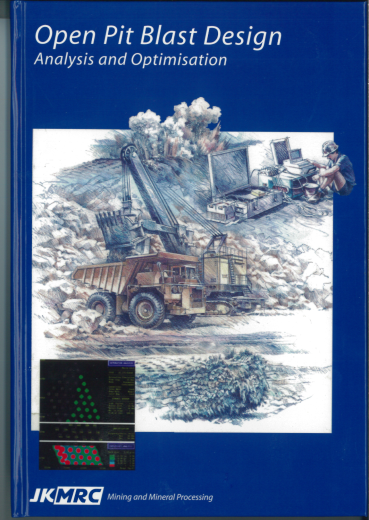 Open Pit Blast Design
Analysis and Optimisation
JKMRC Mining and Mineral Processing